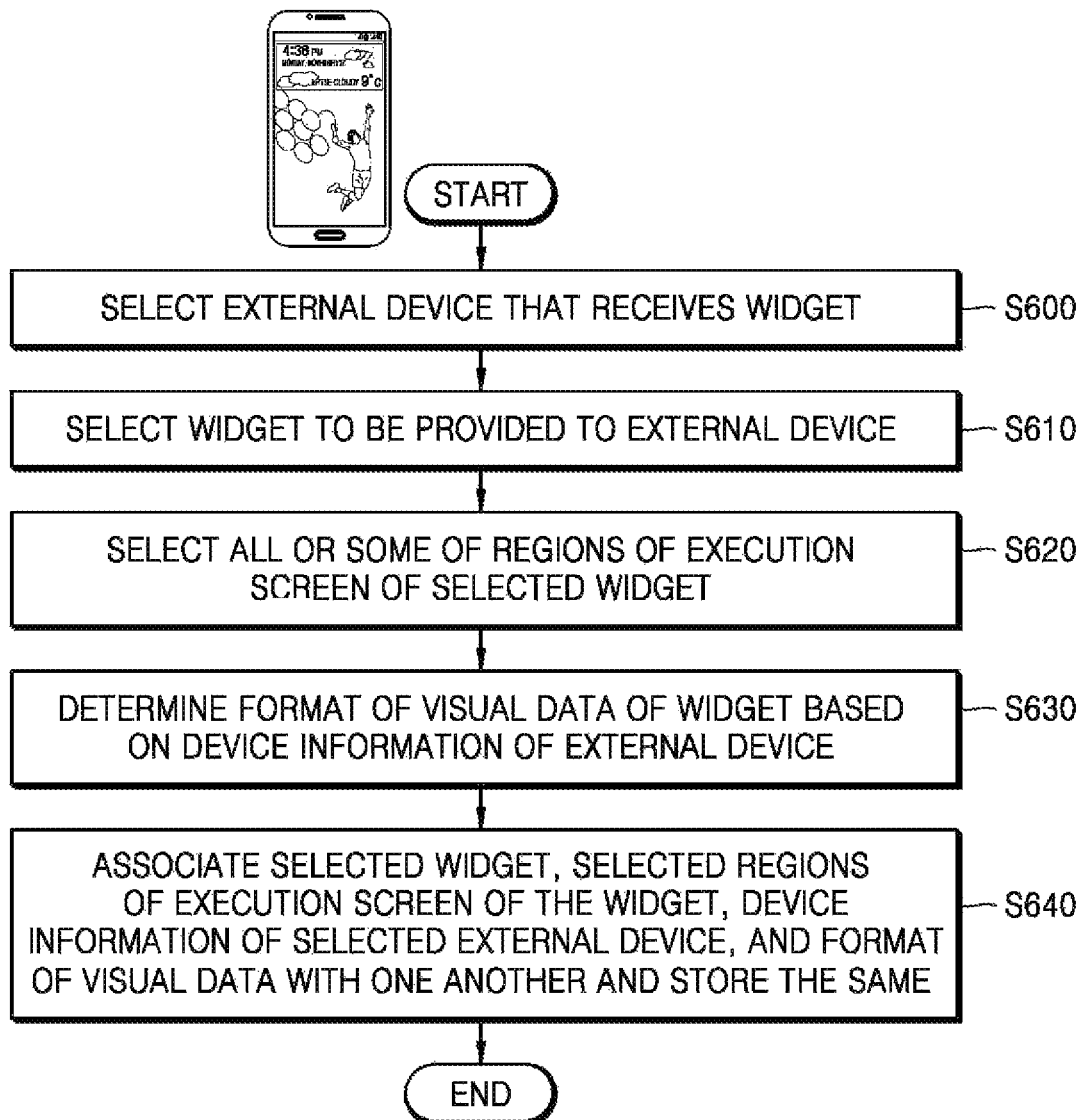 4:36 PM
9°C
START
SELECT EXTERNAL DEVICE THAT RECEIVES WIDGET
S600
SELECT WIDGET TO BE PROVIDED TO EXTERNAL DEVICE
S610
SELECT ALL OR SOME OF REGIONS OF EXECUTION
SCREEN OF SELECTED WIDGET
S620
DETERMINE FORMAT OF VISUAL DATA OF WIDGET BASED
ON DEVICE INFORMATION OF EXTERNAL DEVICE
S630
ASSOCIATE SELECTED WIDGET, SELECTED REGIONS
OF EXECUTION SCREEN OF THE WIDGET, DEVICE
INFORMATION OF SELECTED EXTERNAL DEVICE, AND FORMAT
OF VISUAL DATA WITH ONE ANOTHER AND STORE THE SAME
S640
END